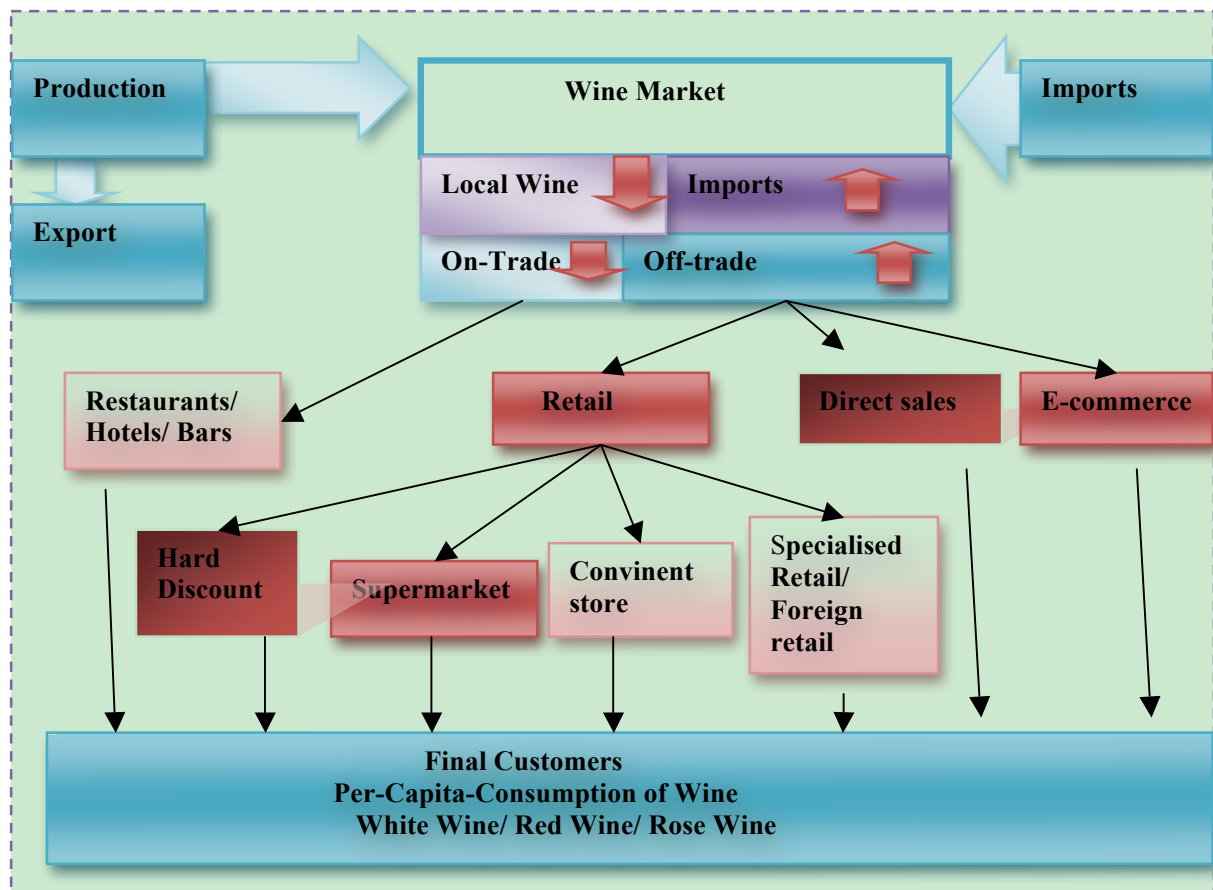 Production
Wine Market
Imports
Local Wine
Imports
Export
On-Trade
Off-trade
Restaurants/
Hotels/ Bars
Retail
Direct sales
E-commerce
Hard
Discount
Supermarket
Convinent
store
Specialised
Retail/
Foreign
retail
Final Customers
Per-Capita-Consumption of Wine
White Wine/ Red Wine/ Rose Wine